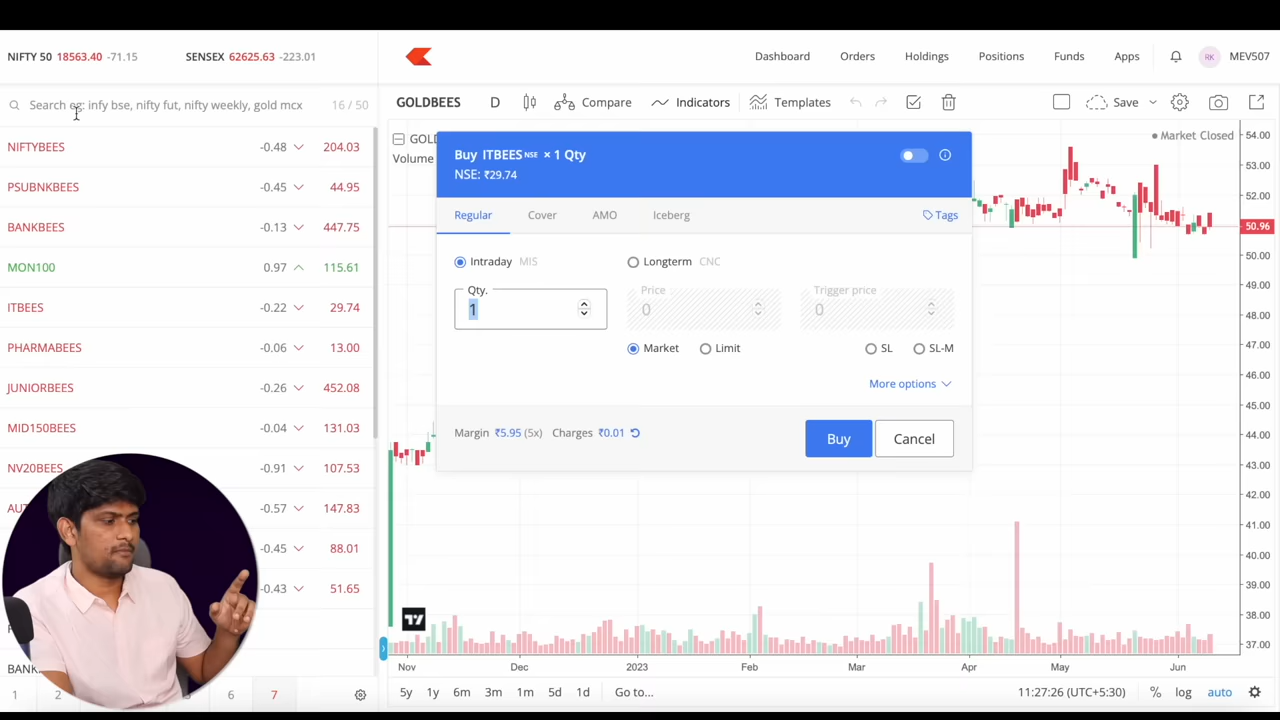 NIFTY 50 18563.40 -71.15 SENSEX 62625.63 -223.01
Dashboard Orders Holdings Positions Funds Apps RK MEV507
Search eg: infy bse, nifty fut, nifty weekly, gold mcx 16 / 50
GOLDBEES D Compare Indicators Templates Save
NIFTYBEES -0.48 204.03
PSUBNKBEES -0.45 44.95
BANKBEES -0.13 447.75
MON100 0.97 115.61
ITBEES -0.22 29.74
PHARMABEES -0.06 13.00
JUNIORBEES -0.26 452.08
MID150BEES -0.04 131.03
NV20BEES -0.91 107.53
-0.57 147.83
-0.45 88.01
-0.43 51.65
BANK
1 2 6 7
Volume
Market Closed
Buy ITBEES NSE × 1 Qty
NSE: ₹29.74
Regular Cover AMO Iceberg Tags
Intraday MIS Longterm CNC
Qty. Price Trigger price
1 0 0
Market Limit SL SL-M
More options
Margin ₹5.95 (5x) Charges ₹0.01
Buy Cancel
54.00
53.00
52.00
50.96
50.00
49.00
48.00
47.00
46.00
45.00
44.00
43.00
42.00
41.00
40.00
39.00
38.00
37.00
Nov Dec 2023 Feb Mar Apr May Jun
5y 1y 6m 3m 1m 5d 1d Go to... 11:27:26 (UTC+5:30) % log auto